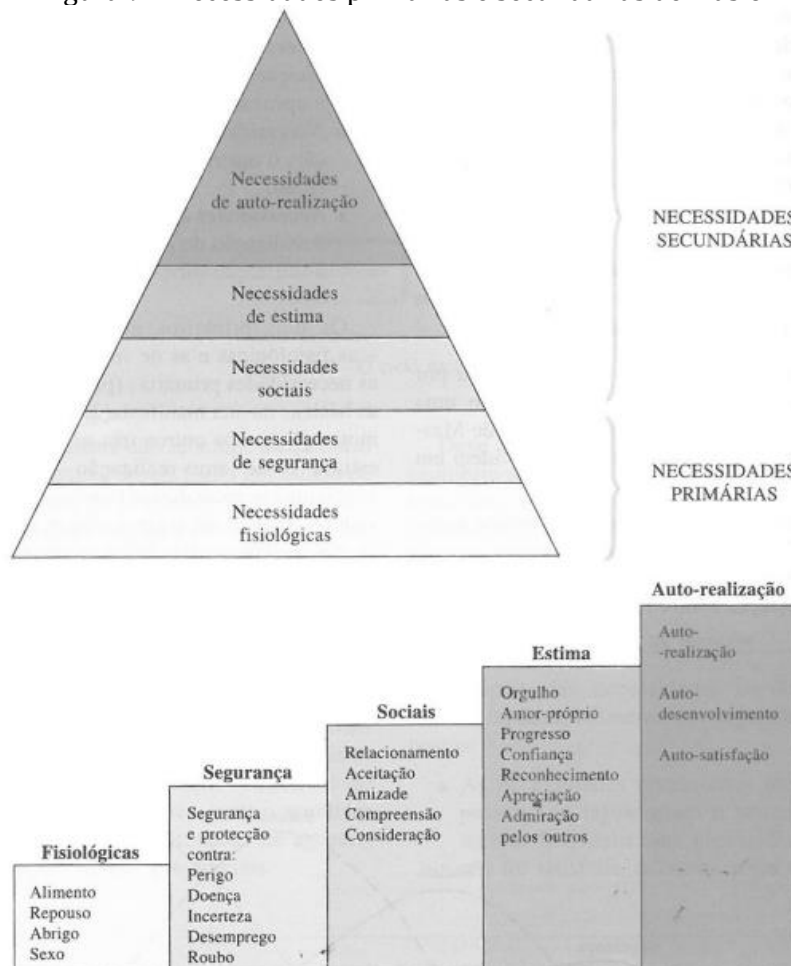 Necessidades
de auto-realização
Necessidades
de estima
Necessidades
sociais
Necessidades
de segurança
Necessidades
fisiológicas
NECESSIDADES
SECUNDÁRIAS
NECESSIDADES
PRIMÁRIAS
Auto-realização
Auto-
-realização
Auto-
desenvolvimento
Auto-satisfação
Estima
Orgulho
Amor-próprio
Progresso
Confiança
Reconhecimento
Apreciação
Admiração
pelos outros
Sociais
Relacionamento
Aceitação
Amizade
Compreensão
Consideração
Segurança
Segurança
e protecção
contra:
Perigo
Doença
Incerteza
Desemprego
Roubo
Fisiológicas
Alimento
Repouso
Abrigo
Sexo